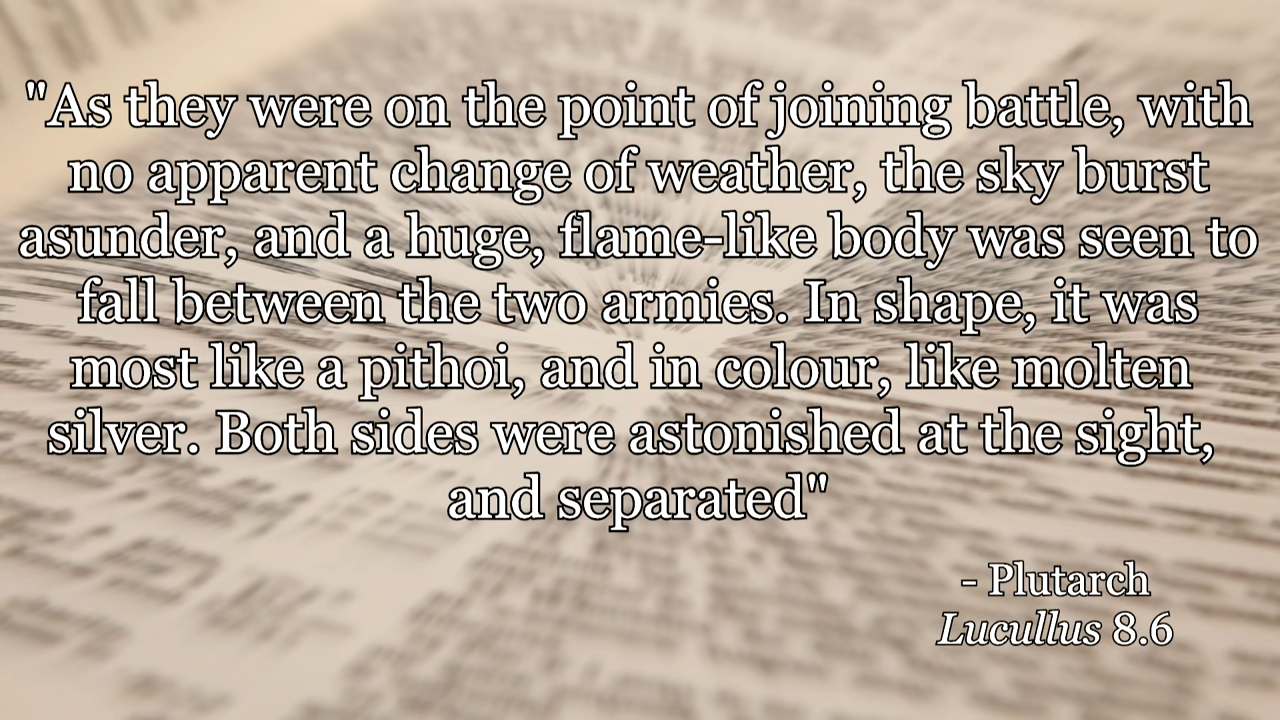 "As they were on the point of joining battle, with
no apparent change of weather, the sky burst
asunder, and a huge, flame-like body was seen to
fall between the two armies. In shape, it was
most like a pithoi, and in colour, like molten
silver. Both sides were astonished at the sight,
and separated"
- Plutarch
Lucullus 8.6